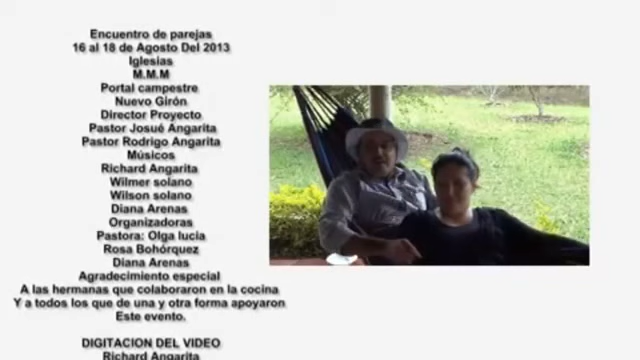 Encuentro de parejas
16 al 18 de Agosto Del 2013
Iglesias
M.M.M
Portal campestre
Nuevo Girón
Director Proyecto
Pastor Josué Angarita
Pastor Rodrigo Angarita
Músicos
Richard Angarita
Wilmer solano
Wilson solano
Diana Arenas
Organizadoras
Pastora: Olga lucia
Rosa Bohórquez
Diana Arenas
Agradecimiento especial
A las hermanas que colaboraron en la cocina
Y a todos los que de una y otra forma apoyaron
Este evento.
DIGITACION DEL VIDEO
Richard Angarita